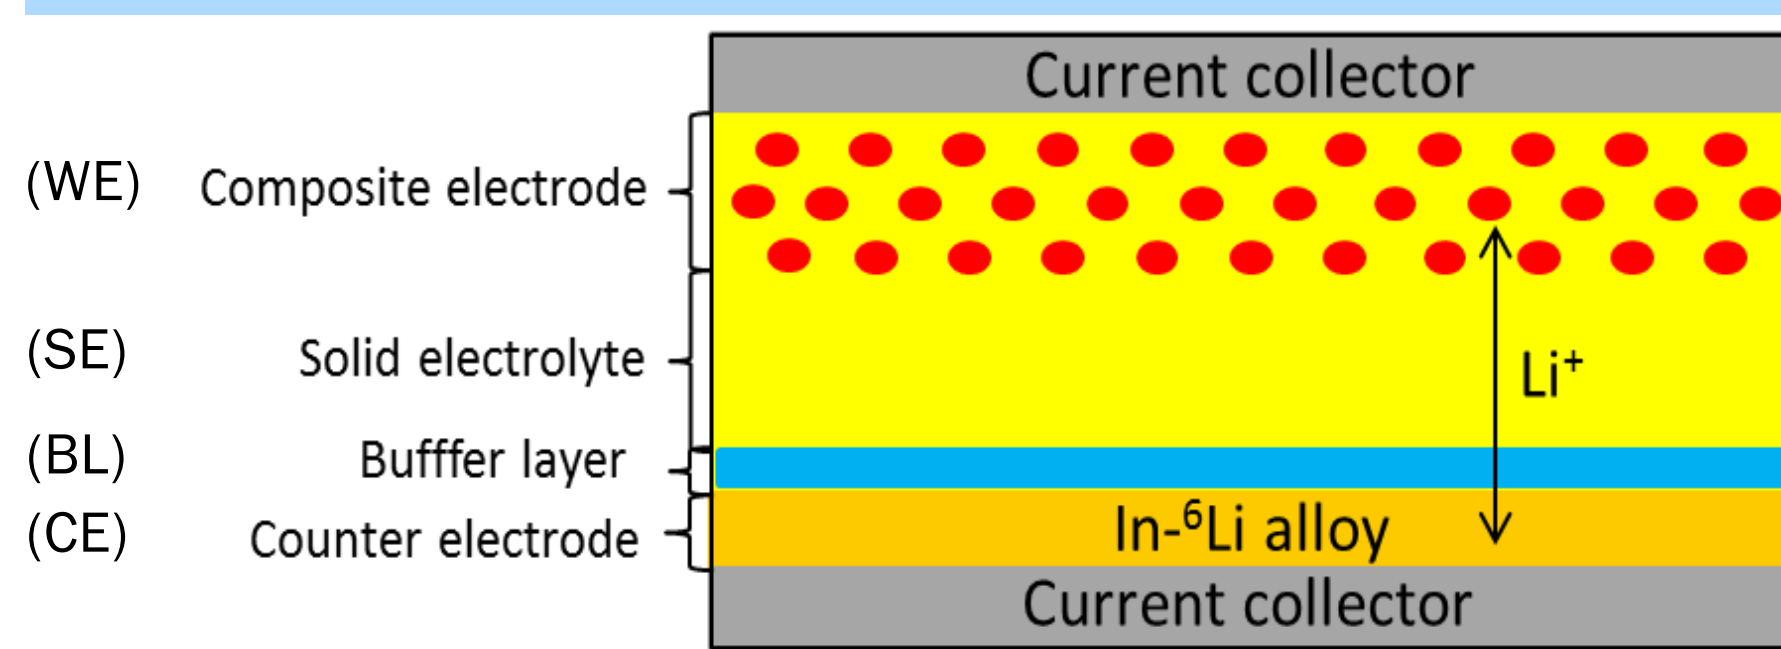 Current collector
(WE) Composite electrode
(SE) Solid electrolyte
Li⁺
(BL) Bufffer layer
(CE) Counter electrode
In-⁶Li alloy
Current collector